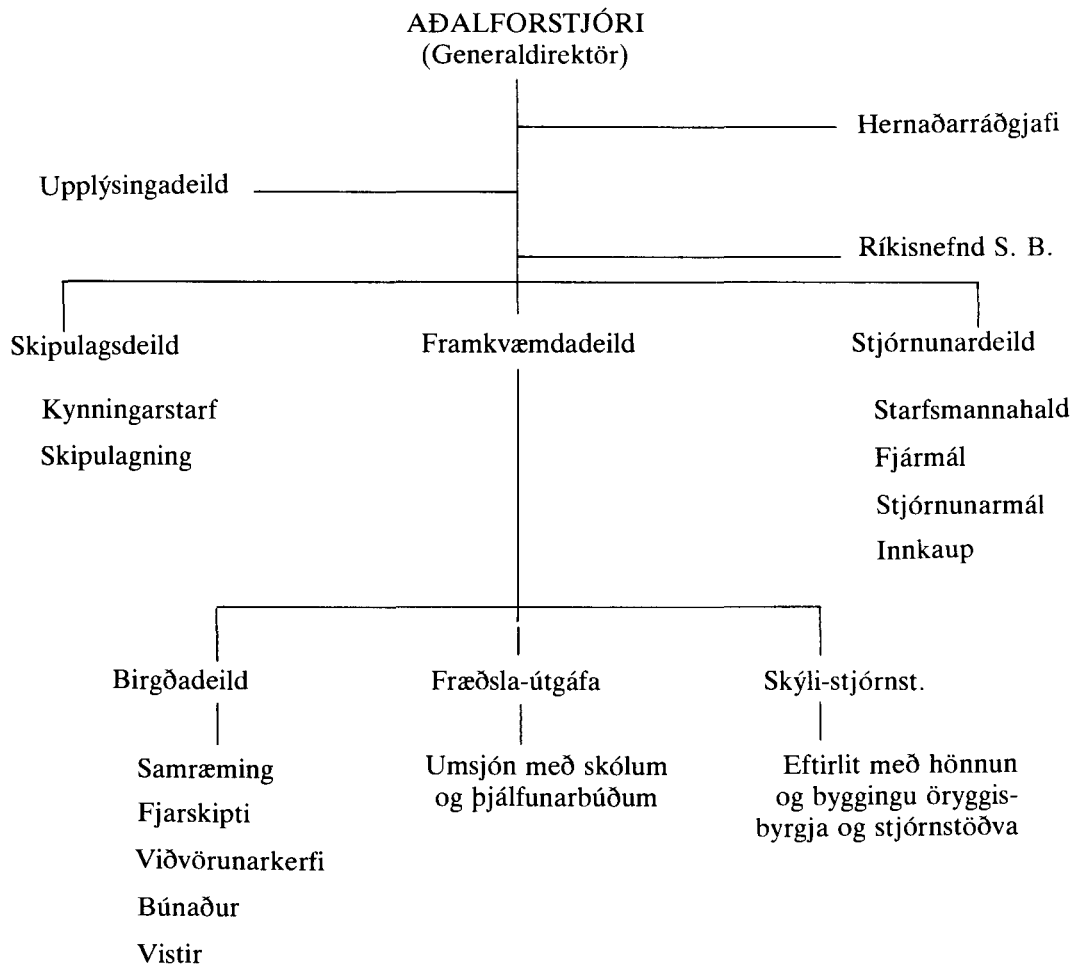 AÐALFORSTJÓRI
(Generaldirektör)
Hernaðarráðgjafi
Upplýsingadeild
Ríkisnefnd S. B.
Skipulagsdeild
Kynningarstarf
Skipulagning
Framkvæmdadeild
Stjórnunardeild
Starfsmannahald
Fjármál
Stjórnunarmál
Innkaup
Birgðadeild
Samræming
Fjarskipti
Viðvörunarkerfi
Búnaður
Vistir
Fræðsla-útgáfa
Umsjón með skólum
og þjálfunarbúðum
Skýli-stjórnst.
Eftirlit með hönnun
og byggingu öryggis-
byrgja og stjórnstöðva